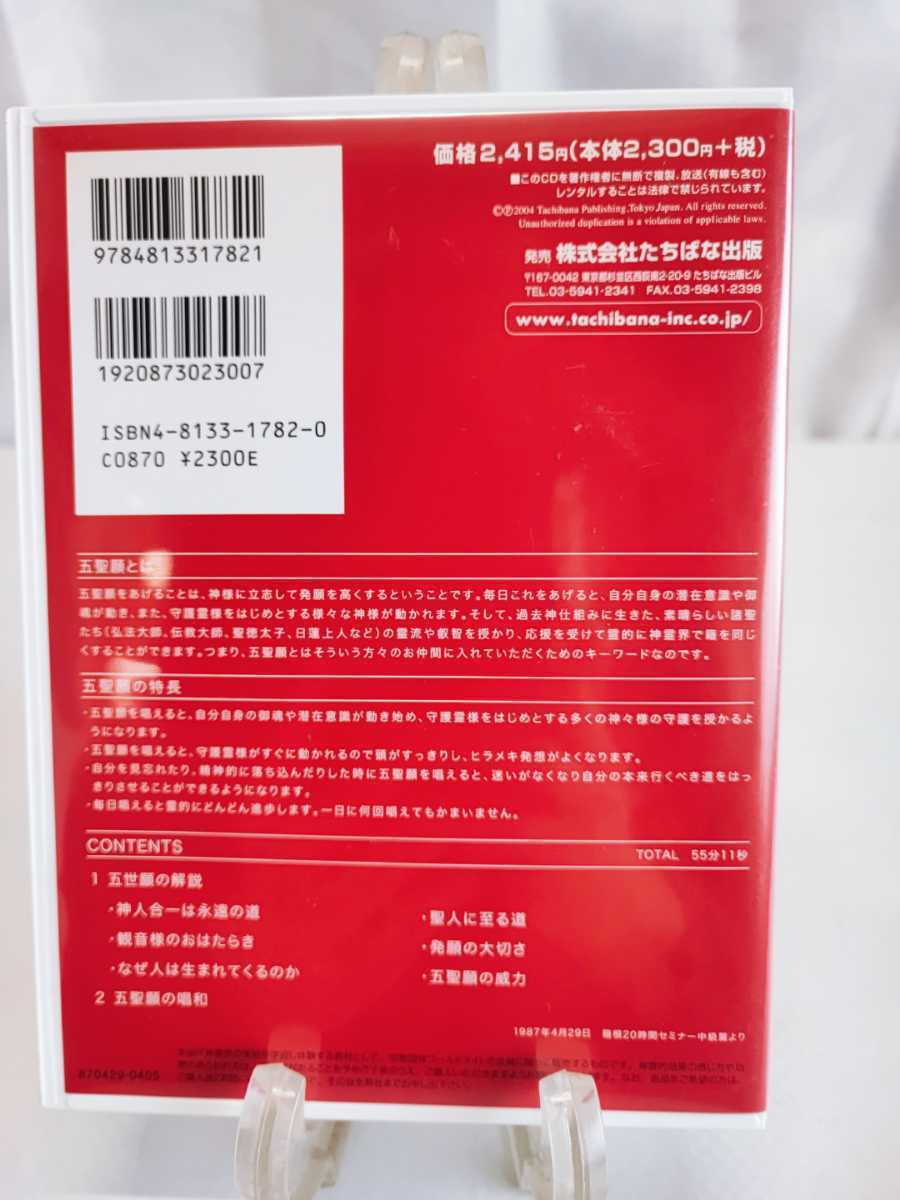 価格2,415円(本体2,300円+税)
■このCDを著作権者に無断で複製、放送(有線も含む)
レンタルすることは法律で禁じられています。
©Ⓟ2004 Tachibana Publishing,Tokyo Japan. All rights reserved.
Unauthorized duplication is a violation of applicable laws.
発売 株式会社たちばな出版
〒167-0042 東京都杉並区西荻南2-20-9 たちばな出版ビル
TEL.03-5941-2341 FAX.03-5941-2398
www.tachibana-inc.co.jp/
9784813317821
1920873023007
ISBN4-8133-1782-0
C0870 ¥2300E
五聖願とは
五聖願をあげることは、神様に立志して発願を高くするということです。毎日これをあげると、自分自身の潜在意識や御
魂が動き、また、守護霊様をはじめとする様々な神様が動かれます。そして、過去神仕組みに生きた、素晴らしい諸聖
たち(弘法大師、伝教大師、聖徳太子、日蓮上人など)の霊流や叡智を授かり、応援を受けて霊的に神霊界で籍を同じ
くすることができます。つまり、五聖願とはそういう方々のお仲間に入れていただくためのキーワードなのです。
五聖願の特長
・五聖願を唱えると、自分自身の御魂や潜在意識が動き始め、守護霊様をはじめとする多くの神々様の守護を授かるよ
うになります。
・五聖願を唱えると、守護霊様がすぐに動かれるので頭がすっきりし、ヒラメキ発想がよくなります。
・自分を見忘れたり、精神的に落ち込んだりした時に五聖願を唱えると、迷いがなくなり自分の本来行くべき道をはっ
きりさせることができるようになります。
・毎日唱えると霊的にどんどん進歩します。一日に何回唱えてもかまいません。
CONTENTS
TOTAL 55分11秒
1 五世願の解説
・神人合一は永遠の道
・観音様のおはたらき
・なぜ人は生まれてくるのか
・聖人に至る道
・発願の大切さ
・五聖願の威力
2 五聖願の唱和
1987年4月29日 箱根20時間セミナー中級篇より
870429-0405